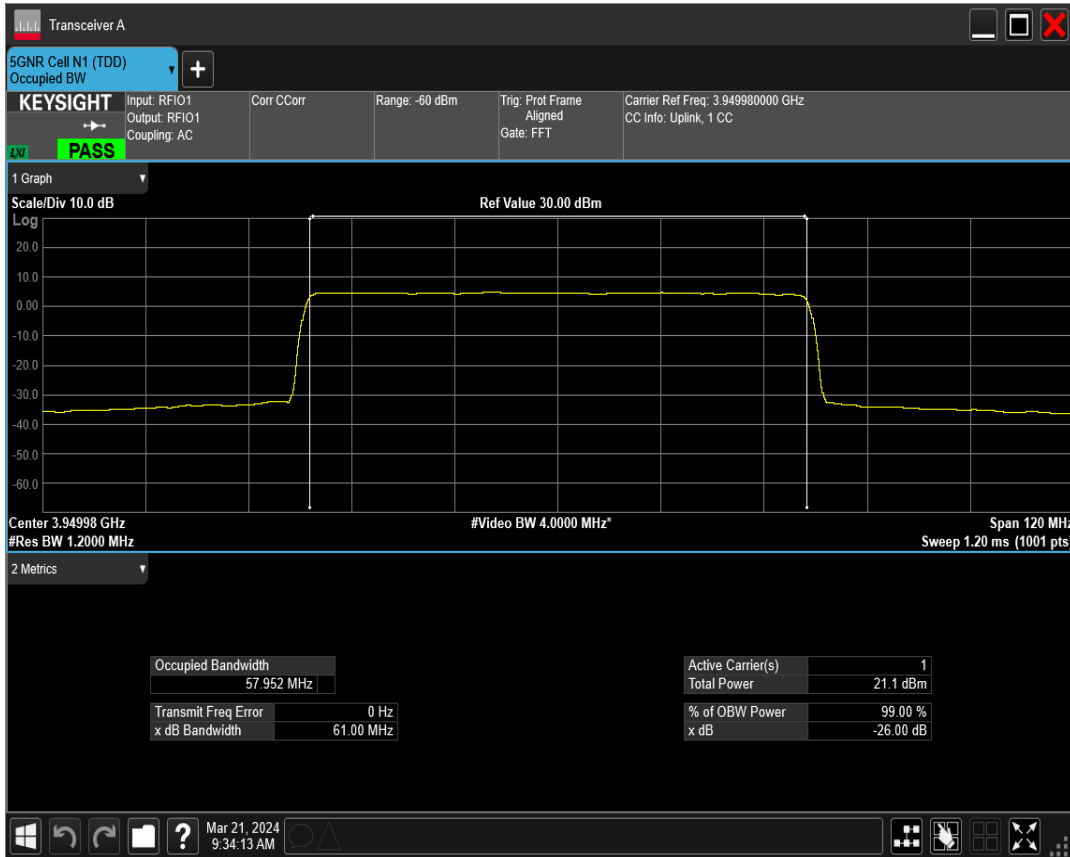 Transceiver A
5GNR Cell N1 (TDD)
Occupied BW
KEYSIGHT
LXI
PASS
Input: RFIO1
Output: RFIO1
Coupling: AC
Corr CCorr
Range: -60 dBm
Trig: Prot Frame
Aligned
Gate: FFT
Carrier Ref Freq: 3.949980000 GHz
CC Info: Uplink, 1 CC
1 Graph
Scale/Div 10.0 dB
Ref Value 30.00 dBm
Log
20.0
10.0
0.00
-10.0
-20.0
-30.0
-40.0
-50.0
-60.0
Center 3.94998 GHz
#Video BW 4.0000 MHz*
Span 120 MHz
#Res BW 1.2000 MHz
Sweep 1.20 ms (1001 pts)
2 Metrics
Occupied Bandwidth
57.952 MHz
Transmit Freq Error 0 Hz
x dB Bandwidth 61.00 MHz
Active Carrier(s) 1
Total Power 21.1 dBm
% of OBW Power 99.00 %
x dB -26.00 dB
?
Mar 21, 2024
9:34:13 AM